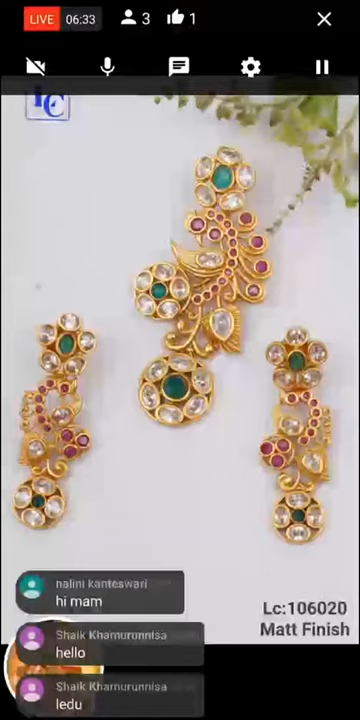 LIVE 06:33 3 1
IC
nalini kanteswari
hi mam
Lc:106020
Matt Finish
Shaik Khamurunnisa
hello
Shaik Khamurunnisa
ledu